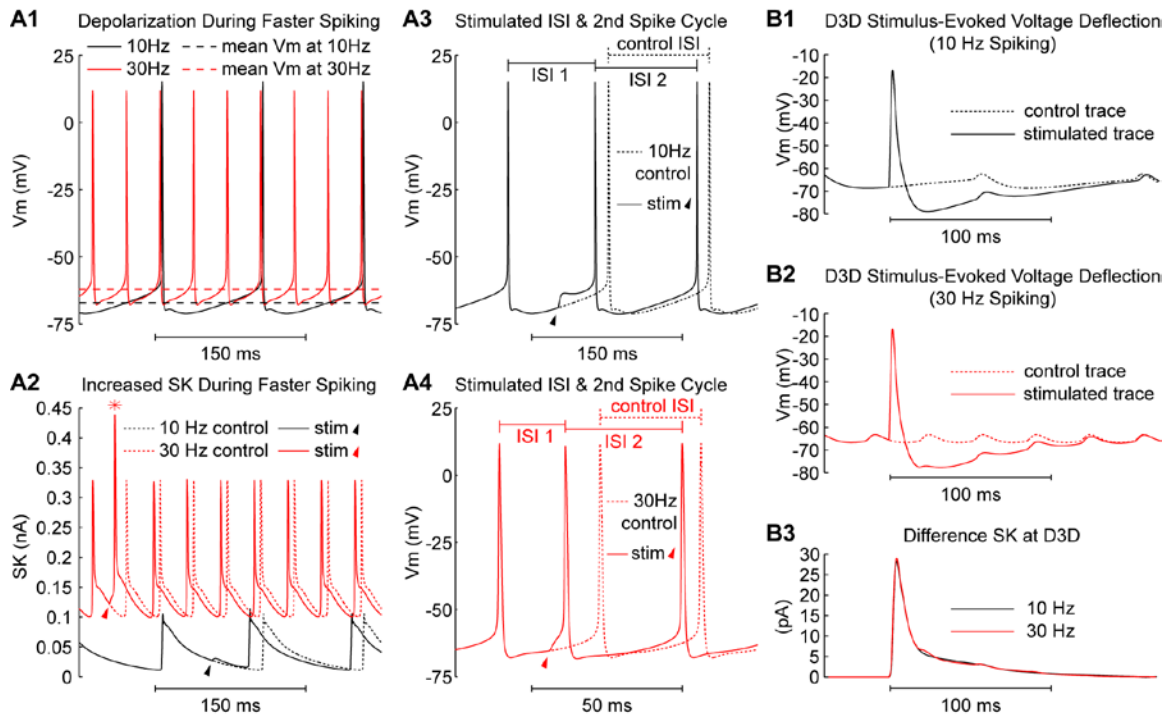 A1 Depolarization During Faster Spiking
10Hz mean Vm at 10Hz
30Hz mean Vm at 30Hz
25
0
-25
-50
-75
Vm (mV)
150 ms
A2 Increased SK During Faster Spiking
0.45
0.4
0.35
0.3
0.25
0.2
0.15
0.1
0.05
0
SK (nA)
10 Hz control stim
30 Hz control stim
150 ms
A3 Stimulated ISI & 2nd Spike Cycle
control ISI
ISI 1
ISI 2
25
0
-25
-50
-75
Vm (mV)
10Hz
control
stim
150 ms
A4 Stimulated ISI & 2nd Spike Cycle
control ISI
ISI 1
ISI 2
25
0
-25
-50
-75
Vm (mV)
30Hz
control
stim
50 ms
B1 D3D Stimulus-Evoked Voltage Deflection
(10 Hz Spiking)
-10
-20
-30
-40
-50
-60
-70
-80
Vm (mV)
control trace
stimulated trace
100 ms
B2 D3D Stimulus-Evoked Voltage Deflection
(30 Hz Spiking)
-10
-20
-30
-40
-50
-60
-70
-80
Vm (mV)
control trace
stimulated trace
100 ms
B3 Difference SK at D3D
30
25
20
15
10
5
0
(pA)
10 Hz
30 Hz
100 ms